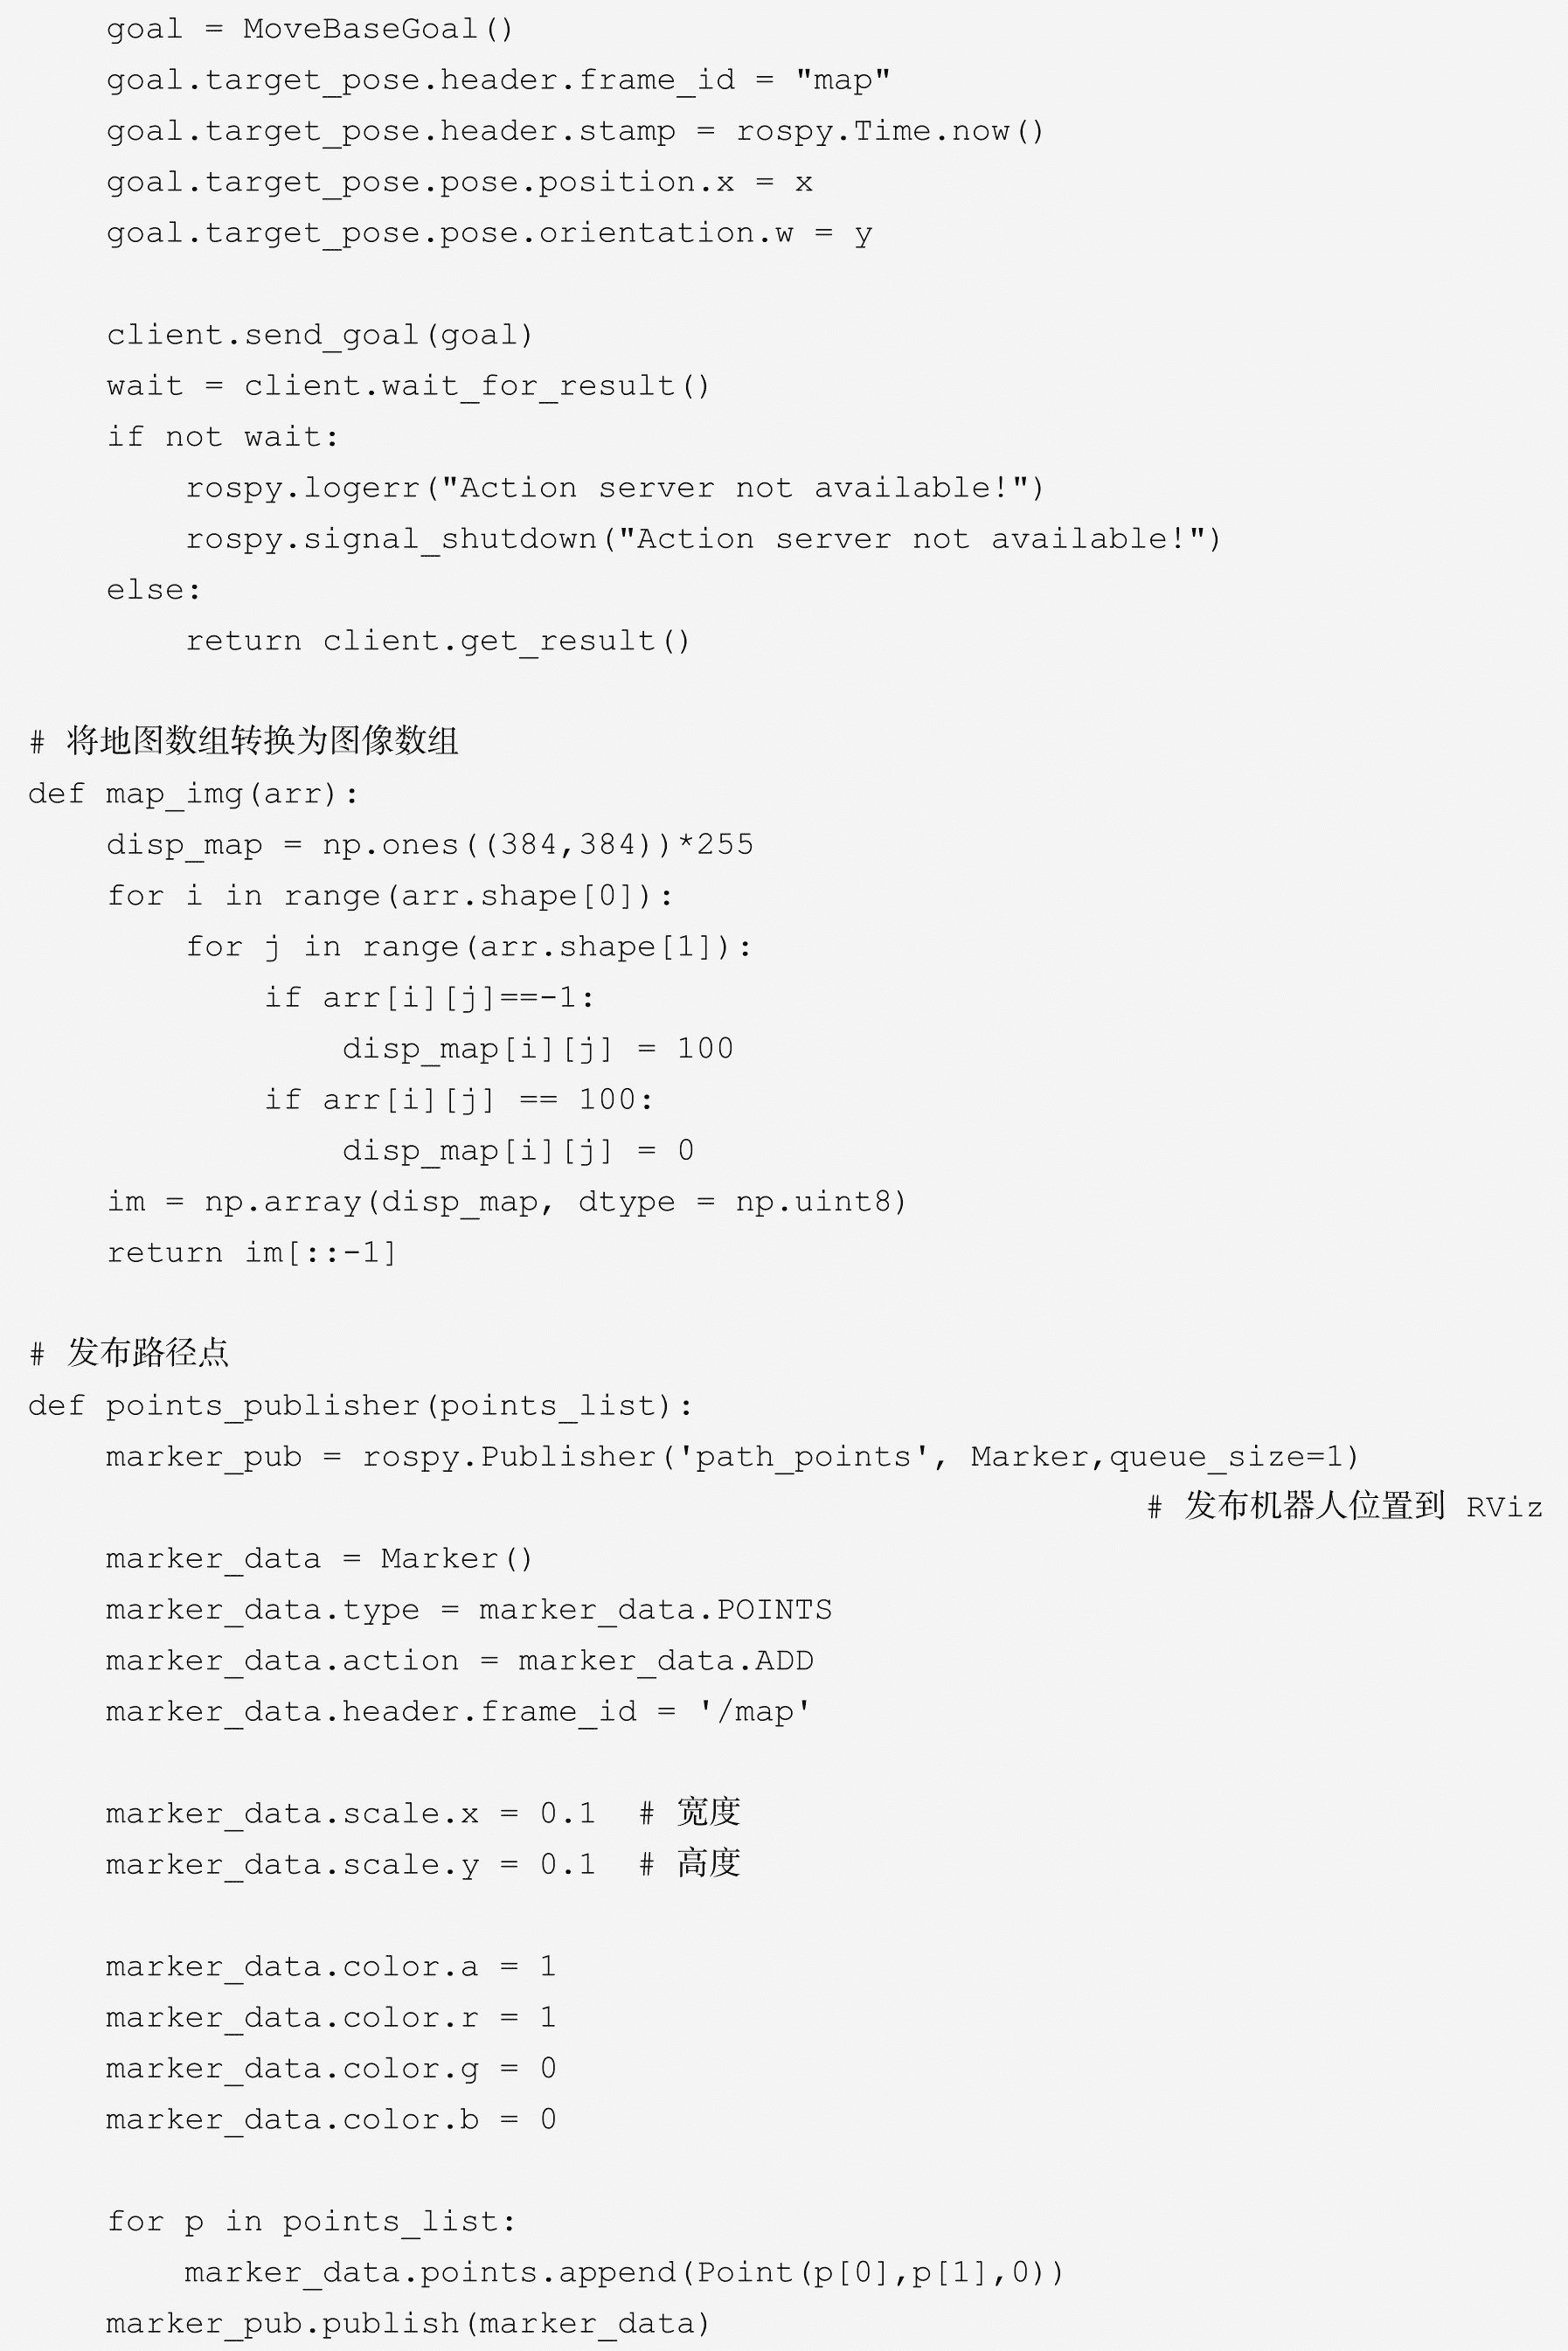 goal = MoveBaseGoal()
    goal.target_pose.header.frame_id = "map"
    goal.target_pose.header.stamp = rospy.Time.now()
    goal.target_pose.pose.position.x = x
    goal.target_pose.pose.orientation.w = y

    client.send_goal(goal)
    wait = client.wait_for_result()
    if not wait:
        rospy.logerr("Action server not available!")
        rospy.signal_shutdown("Action server not available!")
    else:
        return client.get_result()

# 将地图数组转换为图像数组
def map_img(arr):
    disp_map = np.ones((384,384))*255
    for i in range(arr.shape[0]):
        for j in range(arr.shape[1]):
            if arr[i][j]==-1:
                disp_map[i][j] = 100
            if arr[i][j] == 100:
                disp_map[i][j] = 0
    im = np.array(disp_map, dtype = np.uint8)
    return im[::-1]

# 发布路径点
def points_publisher(points_list):
    marker_pub = rospy.Publisher('path_points', Marker,queue_size=1)
                                                         # 发布机器人位置到 RViz
    marker_data = Marker()
    marker_data.type = marker_data.POINTS
    marker_data.action = marker_data.ADD
    marker_data.header.frame_id = '/map'

    marker_data.scale.x = 0.1  # 宽度
    marker_data.scale.y = 0.1  # 高度

    marker_data.color.a = 1
    marker_data.color.r = 1
    marker_data.color.g = 0
    marker_data.color.b = 0

    for p in points_list:
        marker_data.points.append(Point(p[0],p[1],0))
    marker_pub.publish(marker_data)